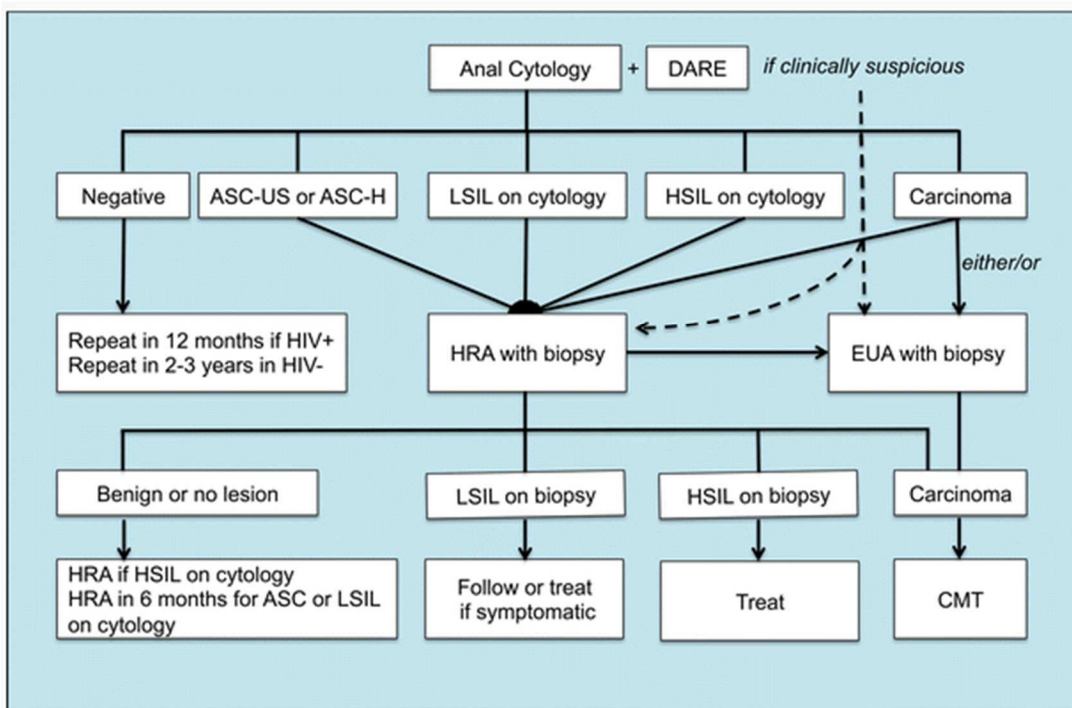 Anal Cytology + DARE if clinically suspicious
Negative
ASC-US or ASC-H
LSIL on cytology
HSIL on cytology
Carcinoma
either/or
Repeat in 12 months if HIV+
Repeat in 2-3 years in HIV-
HRA with biopsy
EUA with biopsy
Benign or no lesion
LSIL on biopsy
HSIL on biopsy
Carcinoma
HRA if HSIL on cytology
HRA in 6 months for ASC or LSIL
on cytology
Follow or treat
if symptomatic
Treat
CMT